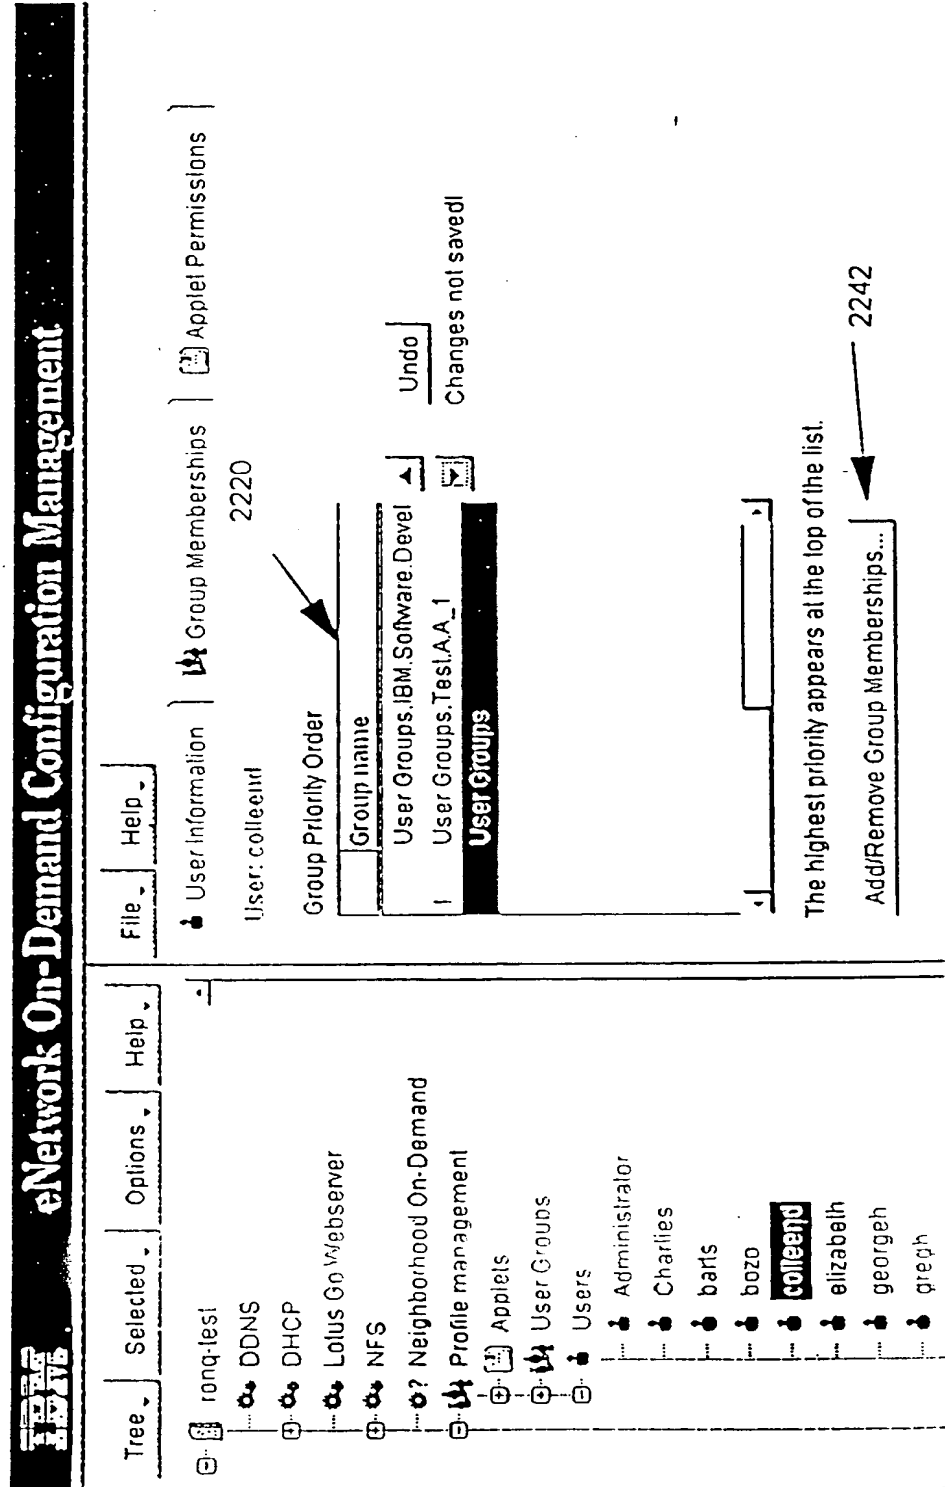 IBM eNetwork On-Demand Configuration Management
Tree Selected Options Help
ronq-test
DDNS
DHCP
Lotus Go Webserver
NFS
? Neighborhood On-Demand
Profile management
Applets
User Groups
Users
Administrator
Charlies
barts
bozo
colleend
elizabeth
georgeh
gregh
File Help
User Information Group Memberships Applet Permissions
User: colleend
2220
Group Priority Order
Group name
User Groups.IBM.Software.Devel
! User Groups.Test.A.A_1
User Groups
Undo
Changes not saved!
The highest priority appears at the top of the list.
Add/Remove Group Memberships...
2242